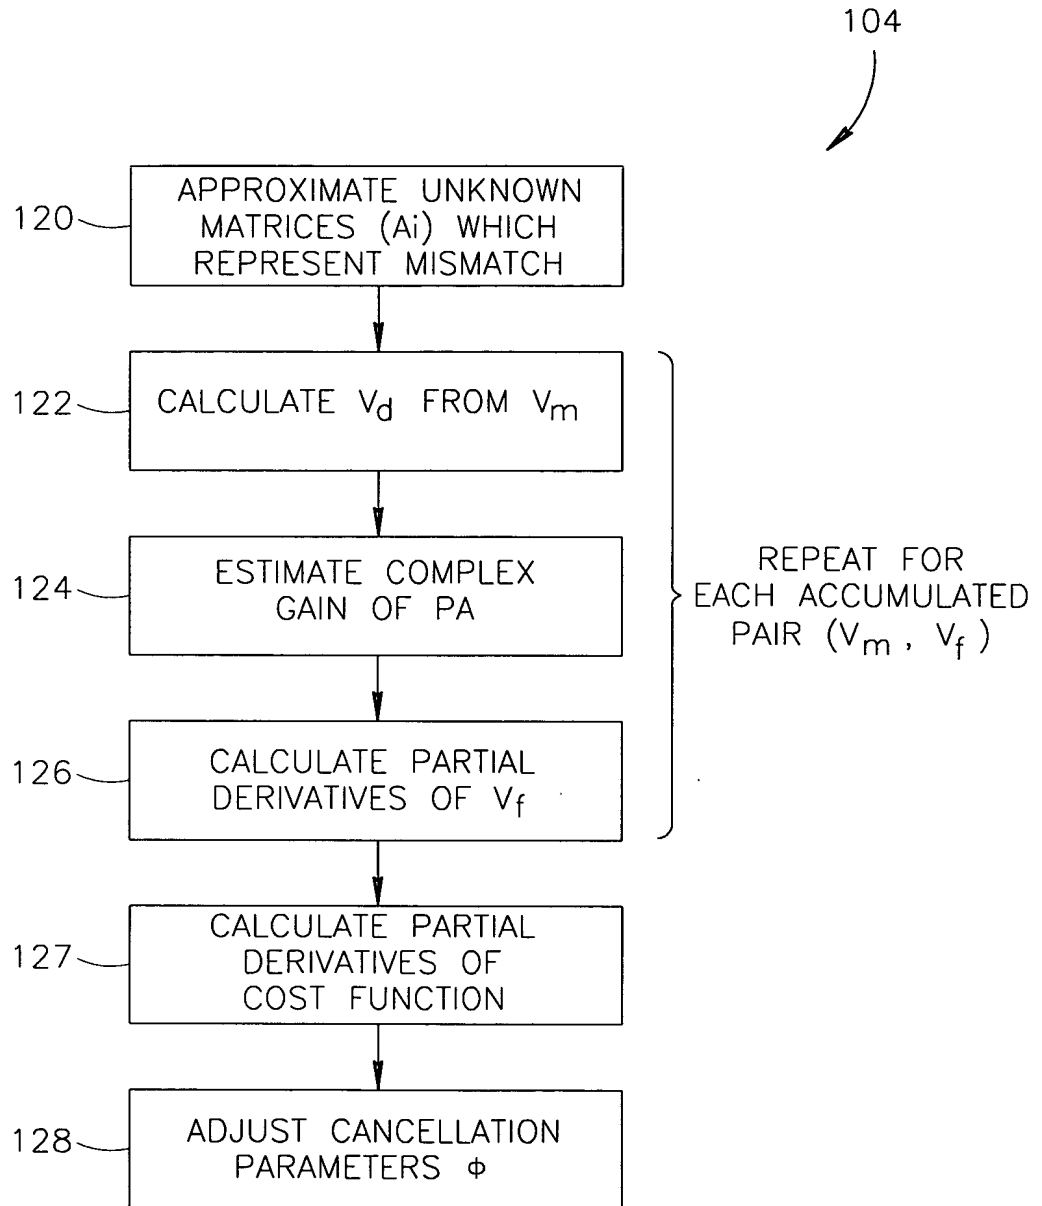 104
120
APPROXIMATE UNKNOWN
MATRICES (Ai) WHICH
REPRESENT MISMATCH
122
CALCULATE Vd FROM Vm
124
ESTIMATE COMPLEX
GAIN OF PA
REPEAT FOR
EACH ACCUMULATED
PAIR (Vm, Vf)
126
CALCULATE PARTIAL
DERIVATIVES OF Vf
127
CALCULATE PARTIAL
DERIVATIVES OF
COST FUNCTION
128
ADJUST CANCELLATION
PARAMETERS ϕ